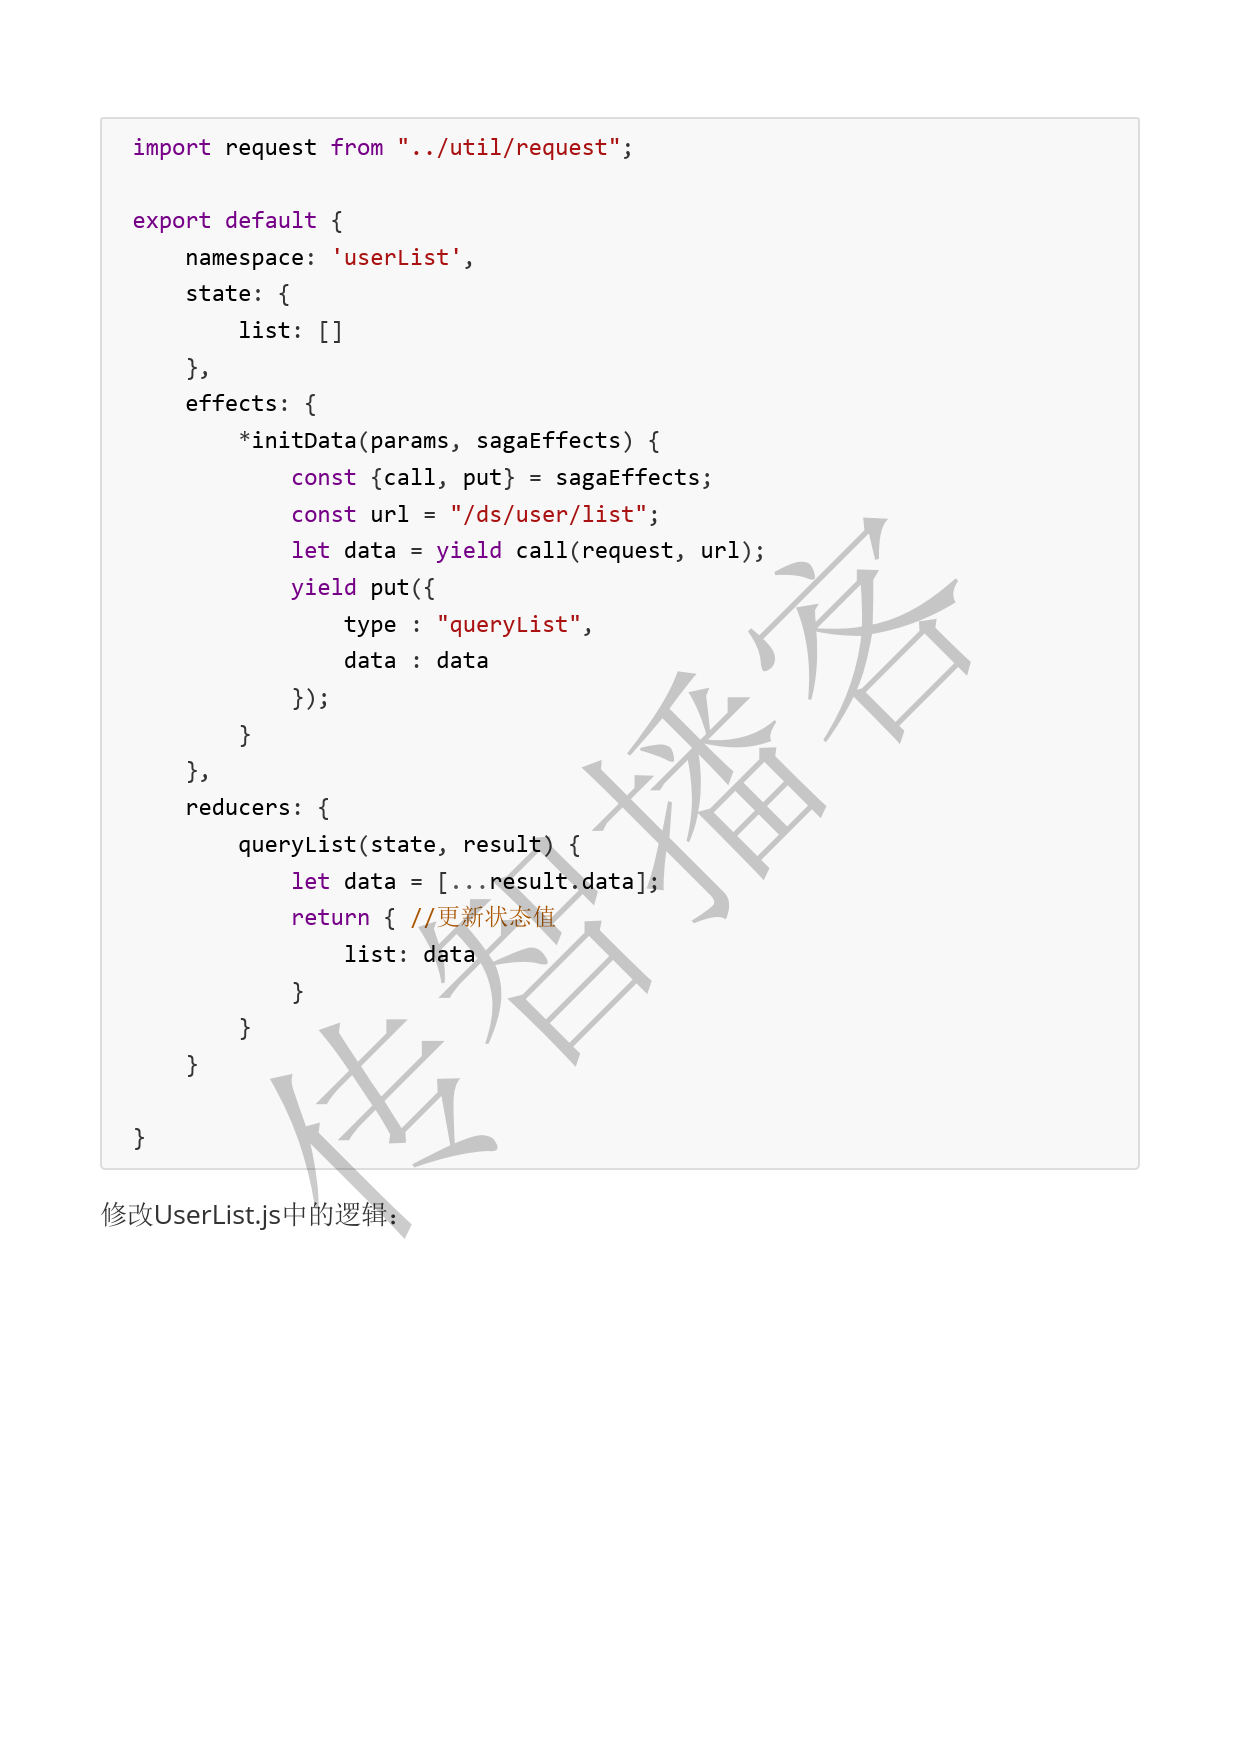 import request from "../util/request";

export default {
    namespace: 'userList',
    state: {
        list: []
    },
    effects: {
        *initData(params, sagaEffects) {
            const {call, put} = sagaEffects;
            const url = "/ds/user/list";
            let data = yield call(request, url);
            yield put({
                type : "queryList",
                data : data
            });
        }
    },
    reducers: {
        queryList(state, result) {
            let data = [...result.data];
            return { //更新状态值
                list: data
            }
        }
    }

}
修改UserList.js中的逻辑：
传智播客